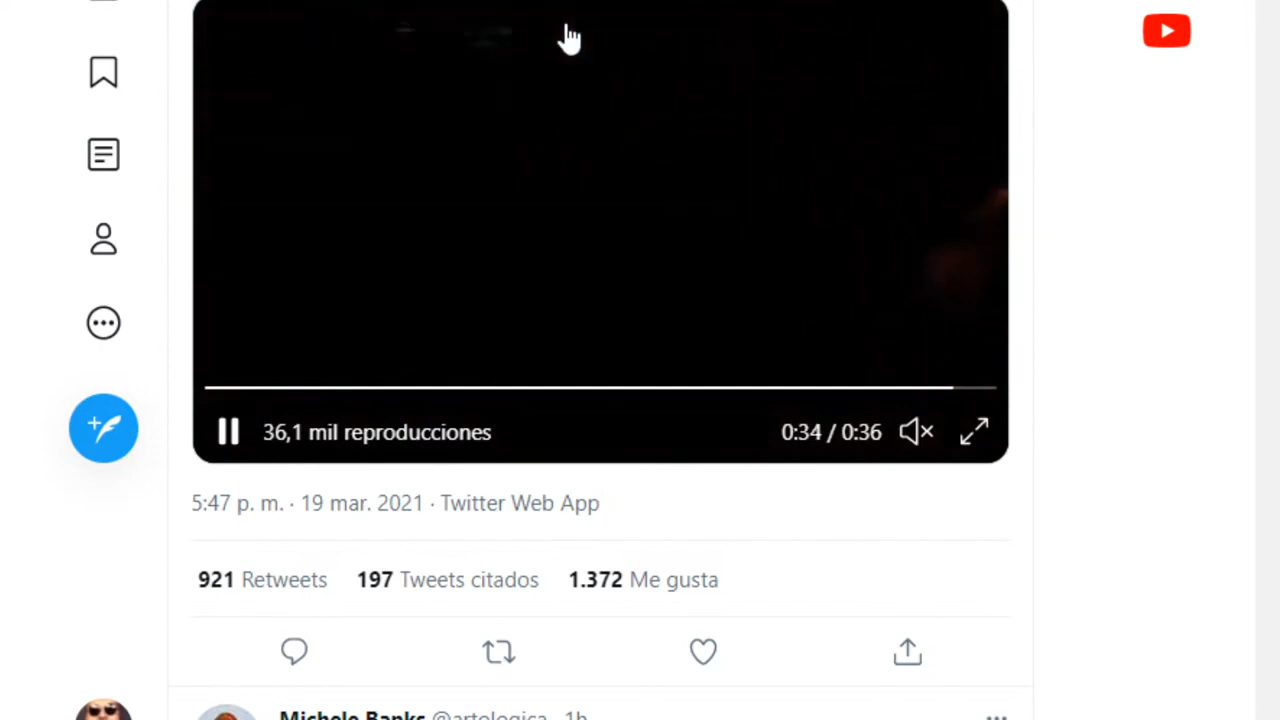 36,1 mil reproducciones 0:34 / 0:36
5:47 p. m. · 19 mar. 2021 · Twitter Web App
921 Retweets 197 Tweets citados 1.372 Me gusta
Michele Banks @artologica · 1h